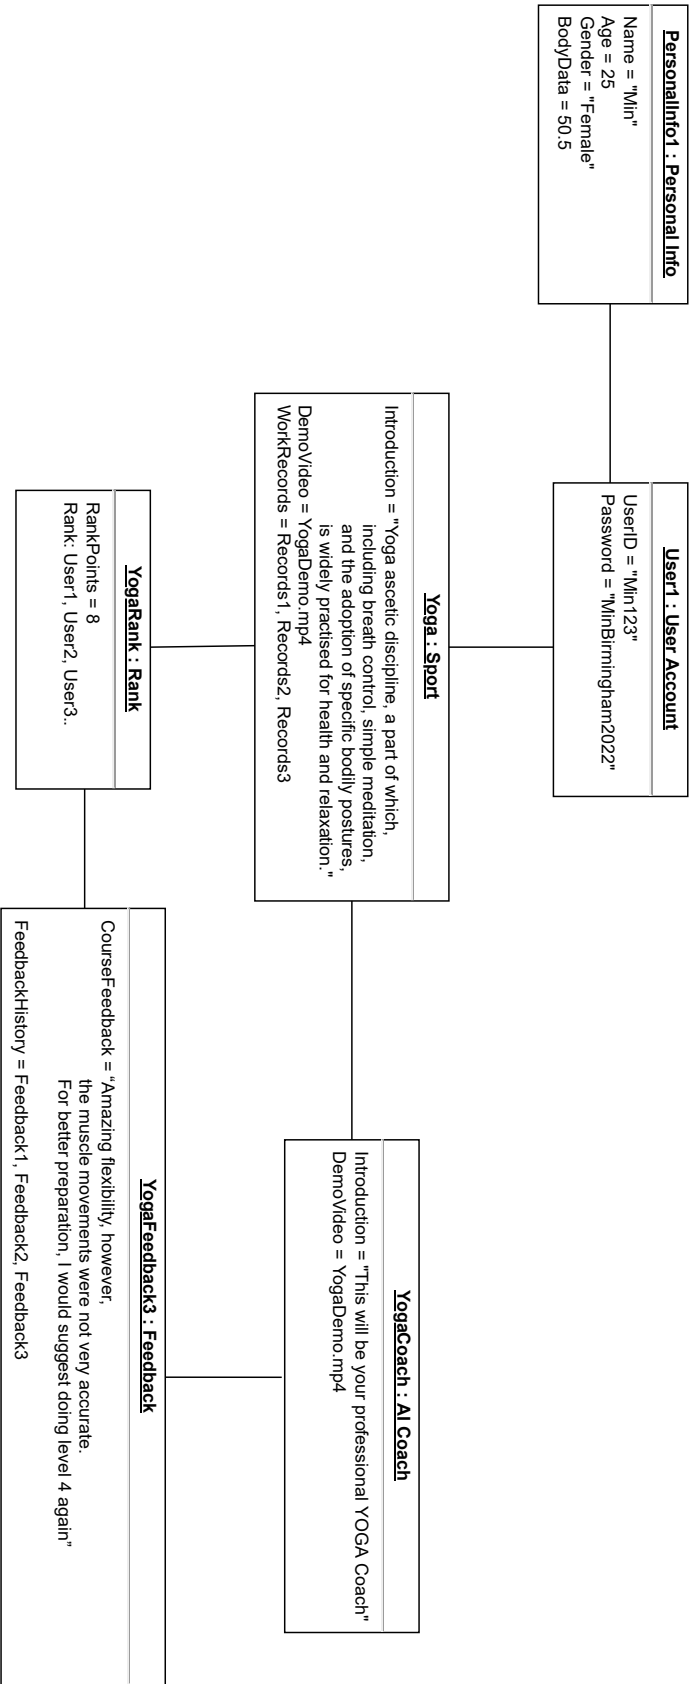 PersonalInfo1 : Personal Info
Name = "Min"
Age = 25
Gender = "Female"
BodyData = 50.5
User1 : User Account
UserID = "Min123"
Password = "MinBirmingham2022"
Yoga : Sport
Introduction = "Yoga ascetic discipline, a part of which,
including breath control, simple meditation,
and the adoption of specific bodily postures,
is widely practised for health and relaxation."
DemoVideo = YogaDemo.mp4
WorkRecords = Records1, Records2, Records3
YogaCoach : AI Coach
Introduction = "This will be your professional YOGA Coach"
DemoVideo = YogaDemo.mp4
YogaRank : Rank
RankPoints = 8
Rank: User1, User2, User3..
YogaFeedback3 : Feedback
CourseFeedback = “Amazing flexibility, however,
the muscle movements were not very accurate.
For better preparation, I would suggest doing level 4 again”
FeedbackHistory = Feedback1, Feedback2, Feedback3